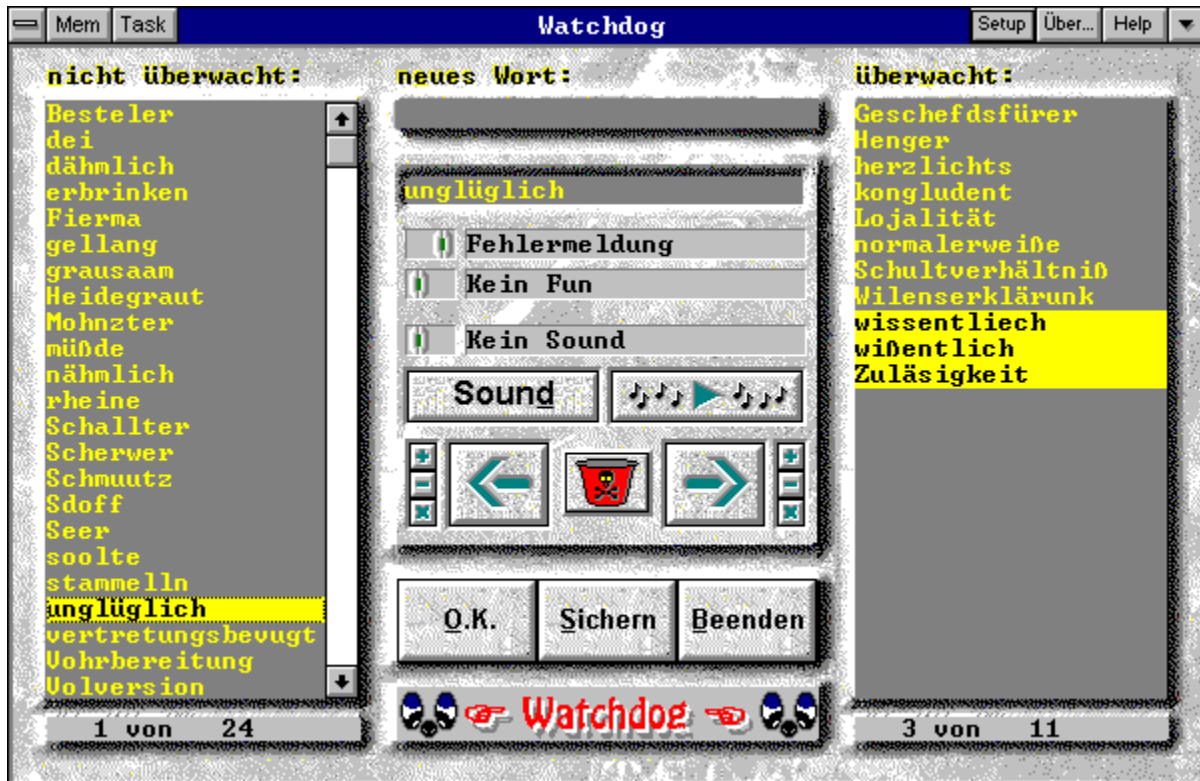 Mem Task Watchdog Setup Über... Help
nicht überwacht:
Besteler
dei
dähmlich
erbrinken
Fierma
gellang
grausaam
Heidegraut
Mohnzter
müßde
nähmlich
rheine
Schallter
Scherwer
Schmuutz
Sdoff
Seer
soolte
stammelln
unglüglich
vertretungsbevugt
Vohrbereitung
Volversion
1 von 24
neues Wort:
unglüglich
Fehlermeldung
Kein Fun
Kein Sound
Sound
O.K. Sichern Beenden
Watchdog
überwacht:
Geschefdsfürer
Henger
herzlichts
kongludent
Lojalität
normalerweiße
Schultverhältniß
Wilenserklärunk
wissentliech
wißentlich
Zuläsigkeit
3 von 11